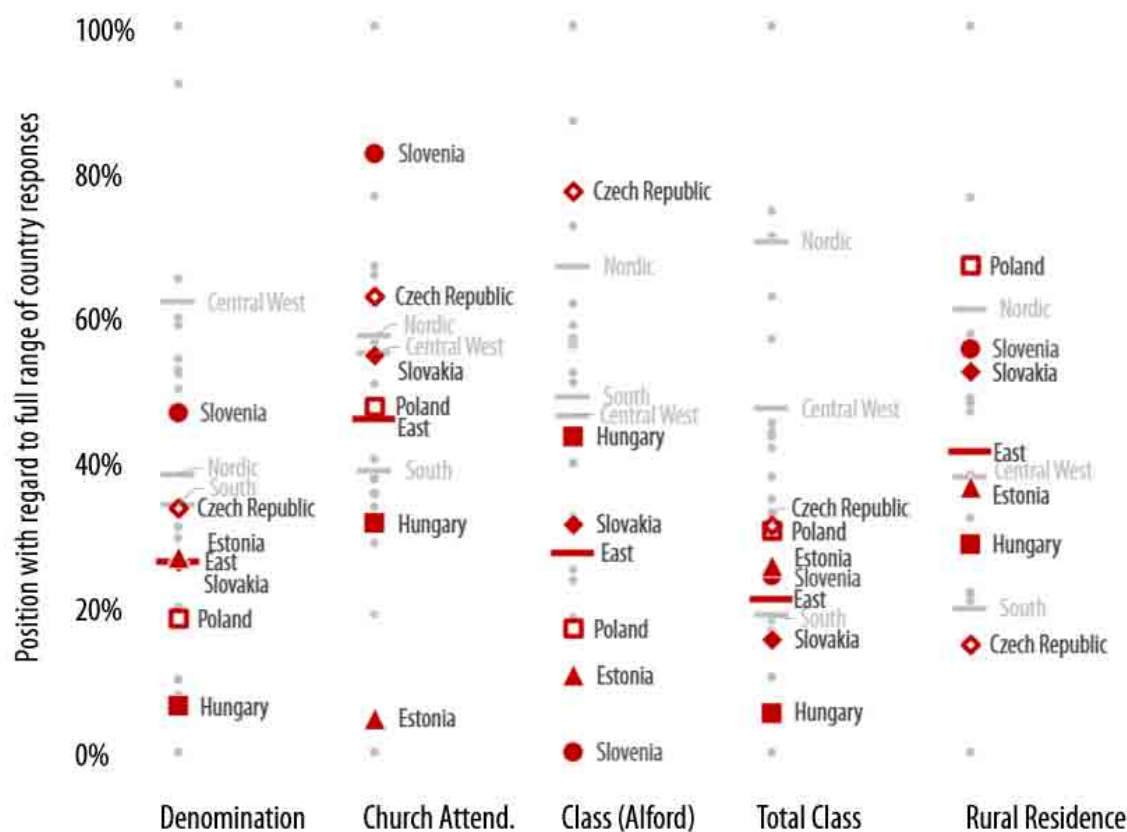 Position with regard to full range of country responses
100%
80%
60%
40%
20%
0%
Central West
Slovenia
Nordic
South
Czech Republic
Estonia
East
Slovakia
Poland
Hungary
Denomination
Slovenia
Czech Republic
Nordic
Central West
Slovakia
Poland
East
South
Hungary
Estonia
Church Attend.
Czech Republic
Nordic
South
Central West
Hungary
Slovakia
East
Poland
Estonia
Slovenia
Class (Alford)
Nordic
Central West
Czech Republic
Poland
Estonia
Slovenia
East
South
Slovakia
Hungary
Total Class
Poland
Nordic
Slovenia
Slovakia
East
Central West
Estonia
Hungary
South
Czech Republic
Rural Residence